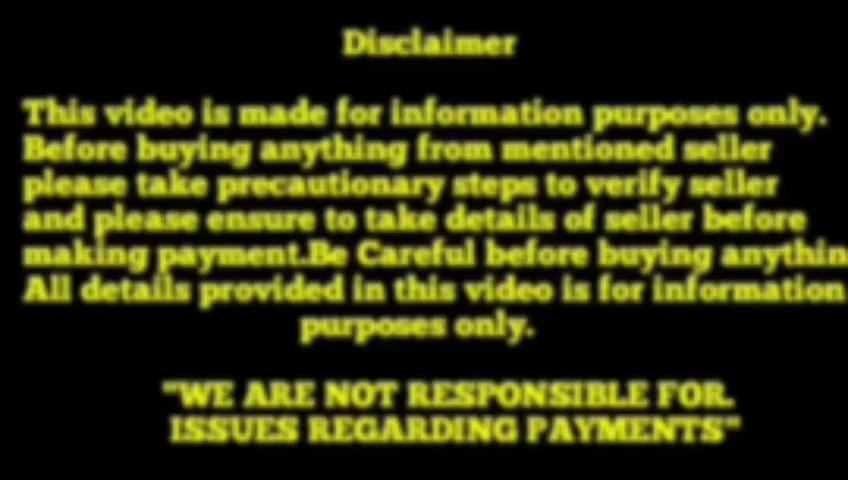 Disclaimer
This video is made for information purposes only.
Before buying anything from mentioned seller
please take precautionary steps to verify seller
and please ensure to take details of seller before
making payment.Be Careful before buying anythin
All details provided in this video is for information
purposes only.
"WE ARE NOT RESPONSIBLE FOR.
ISSUES REGARDING PAYMENTS"